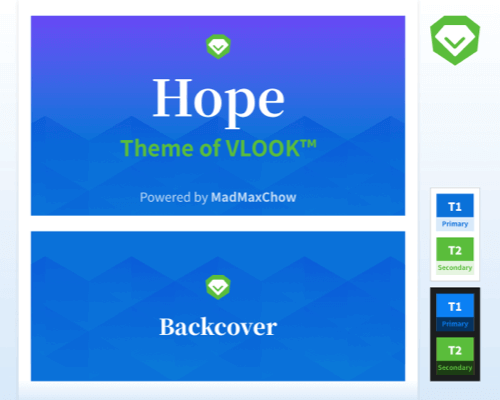 Hope
Theme of VLOOK™
Powered by MadMaxChow
Backcover
T1
Primary
T2
Secondary
T1
Primary
T2
Secondary